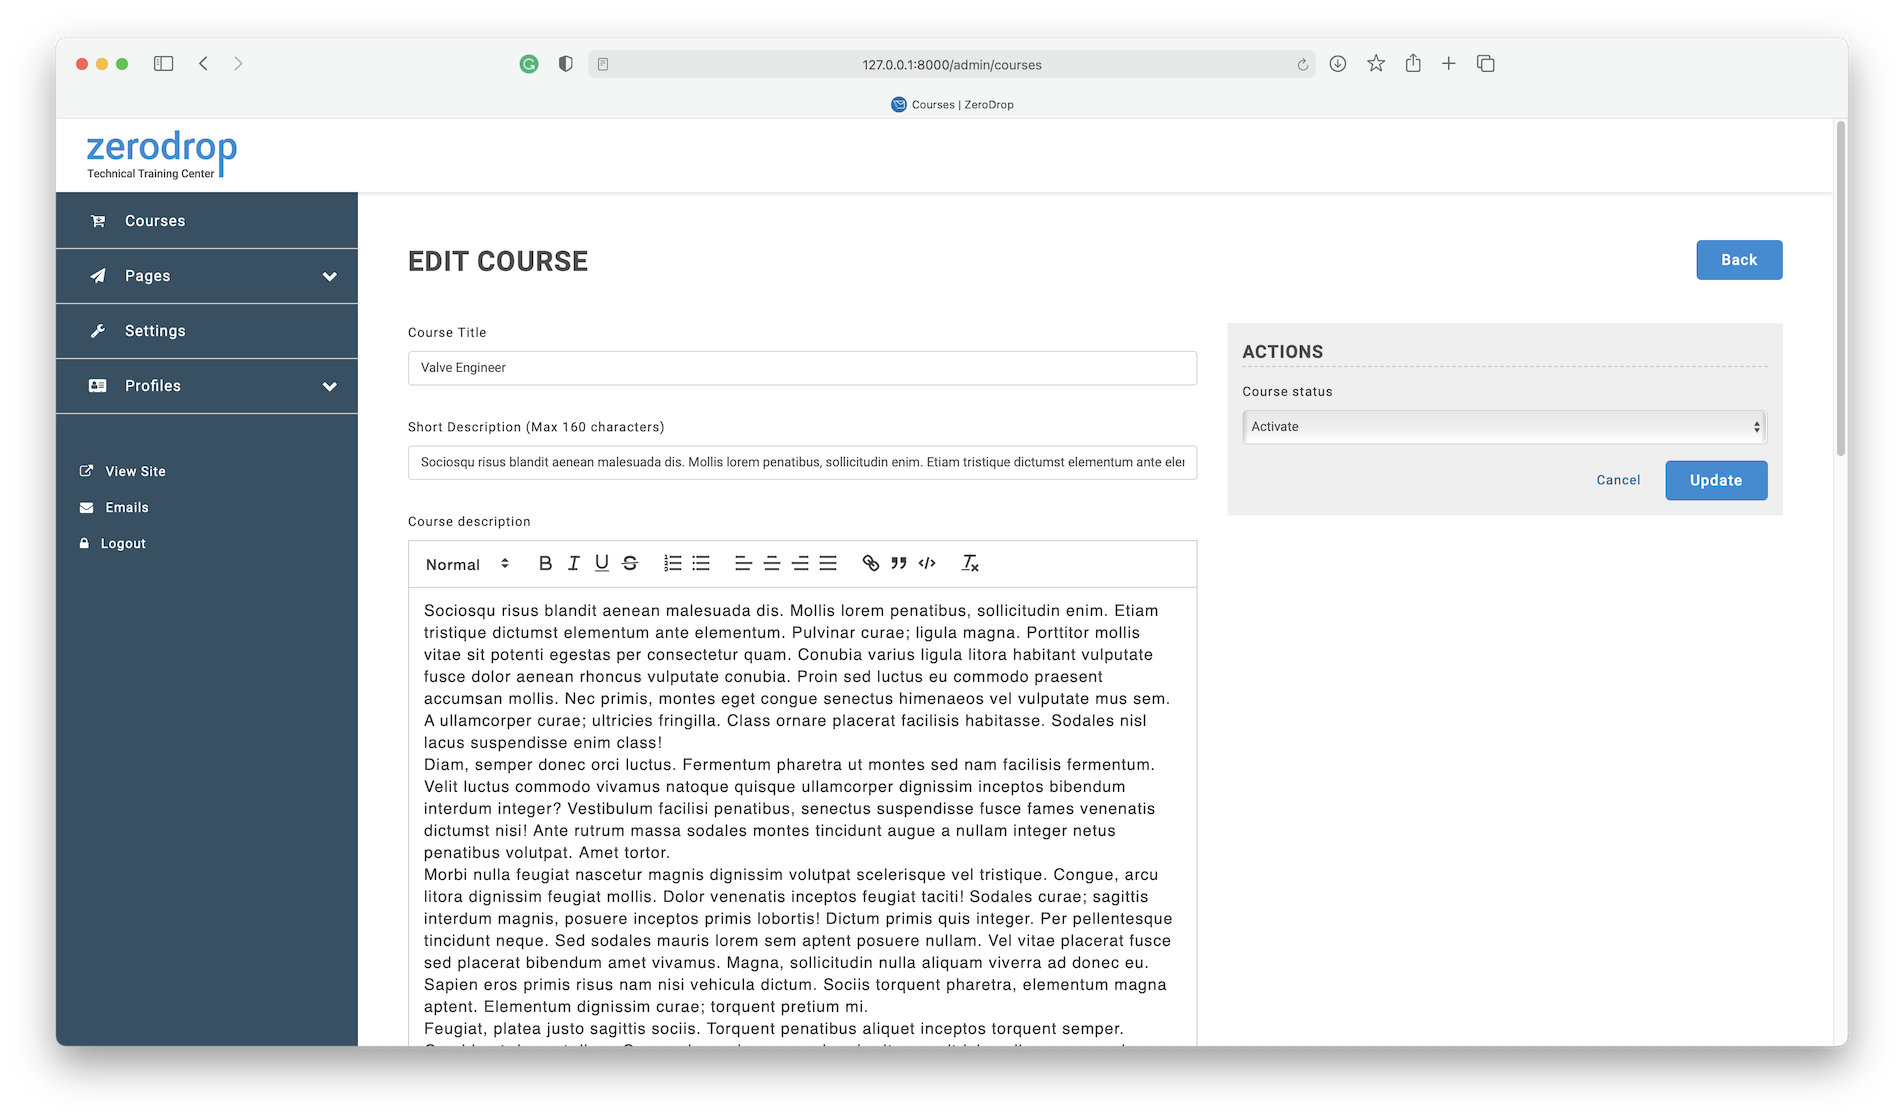 127.0.0.1:8000/admin/courses
Courses | ZeroDrop
zerodrop
Technical Training Center
Courses
Pages
Settings
Profiles
View Site
Emails
Logout
EDIT COURSE
Back
Course Title
Valve Engineer
Short Description (Max 160 characters)
Sociosqu risus blandit aenean malesuada dis. Mollis lorem penatibus, sollicitudin enim. Etiam tristique dictumst elementum ante eler
Course description
Normal
Sociosqu risus blandit aenean malesuada dis. Mollis lorem penatibus, sollicitudin enim. Etiam
tristique dictumst elementum ante elementum. Pulvinar curae; ligula magna. Porttitor mollis
vitae sit potenti egestas per consectetur quam. Conubia varius ligula litora habitant vulputate
fusce dolor aenean rhoncus vulputate conubia. Proin sed luctus eu commodo praesent
accumsan mollis. Nec primis, montes eget congue senectus himenaeos vel vulputate mus sem.
A ullamcorper curae; ultricies fringilla. Class ornare placerat facilisis habitasse. Sodales nisl
lacus suspendisse enim class!
Diam, semper donec orci luctus. Fermentum pharetra ut montes sed nam facilisis fermentum.
Velit luctus commodo vivamus natoque quisque ullamcorper dignissim inceptos bibendum
interdum integer? Vestibulum facilisi penatibus, senectus suspendisse fusce fames venenatis
dictumst nisi! Ante rutrum massa sodales montes tincidunt augue a nullam integer netus
penatibus volutpat. Amet tortor.
Morbi nulla feugiat nascetur magnis dignissim volutpat scelerisque vel tristique. Congue, arcu
litora dignissim feugiat mollis. Dolor venenatis inceptos feugiat taciti! Sodales curae; sagittis
interdum magnis, posuere inceptos primis lobortis! Dictum primis quis integer. Per pellentesque
tincidunt neque. Sed sodales mauris lorem sem aptent posuere nullam. Vel vitae placerat fusce
sed placerat bibendum amet vivamus. Magna, sollicitudin nulla aliquam viverra ad donec eu.
Sapien eros primis risus nam nisi vehicula dictum. Sociis torquent pharetra, elementum magna
aptent. Elementum dignissim curae; torquent pretium mi.
Feugiat, platea justo sagittis sociis. Torquent penatibus aliquet inceptos torquent semper.
ACTIONS
Course status
Activate
Cancel
Update